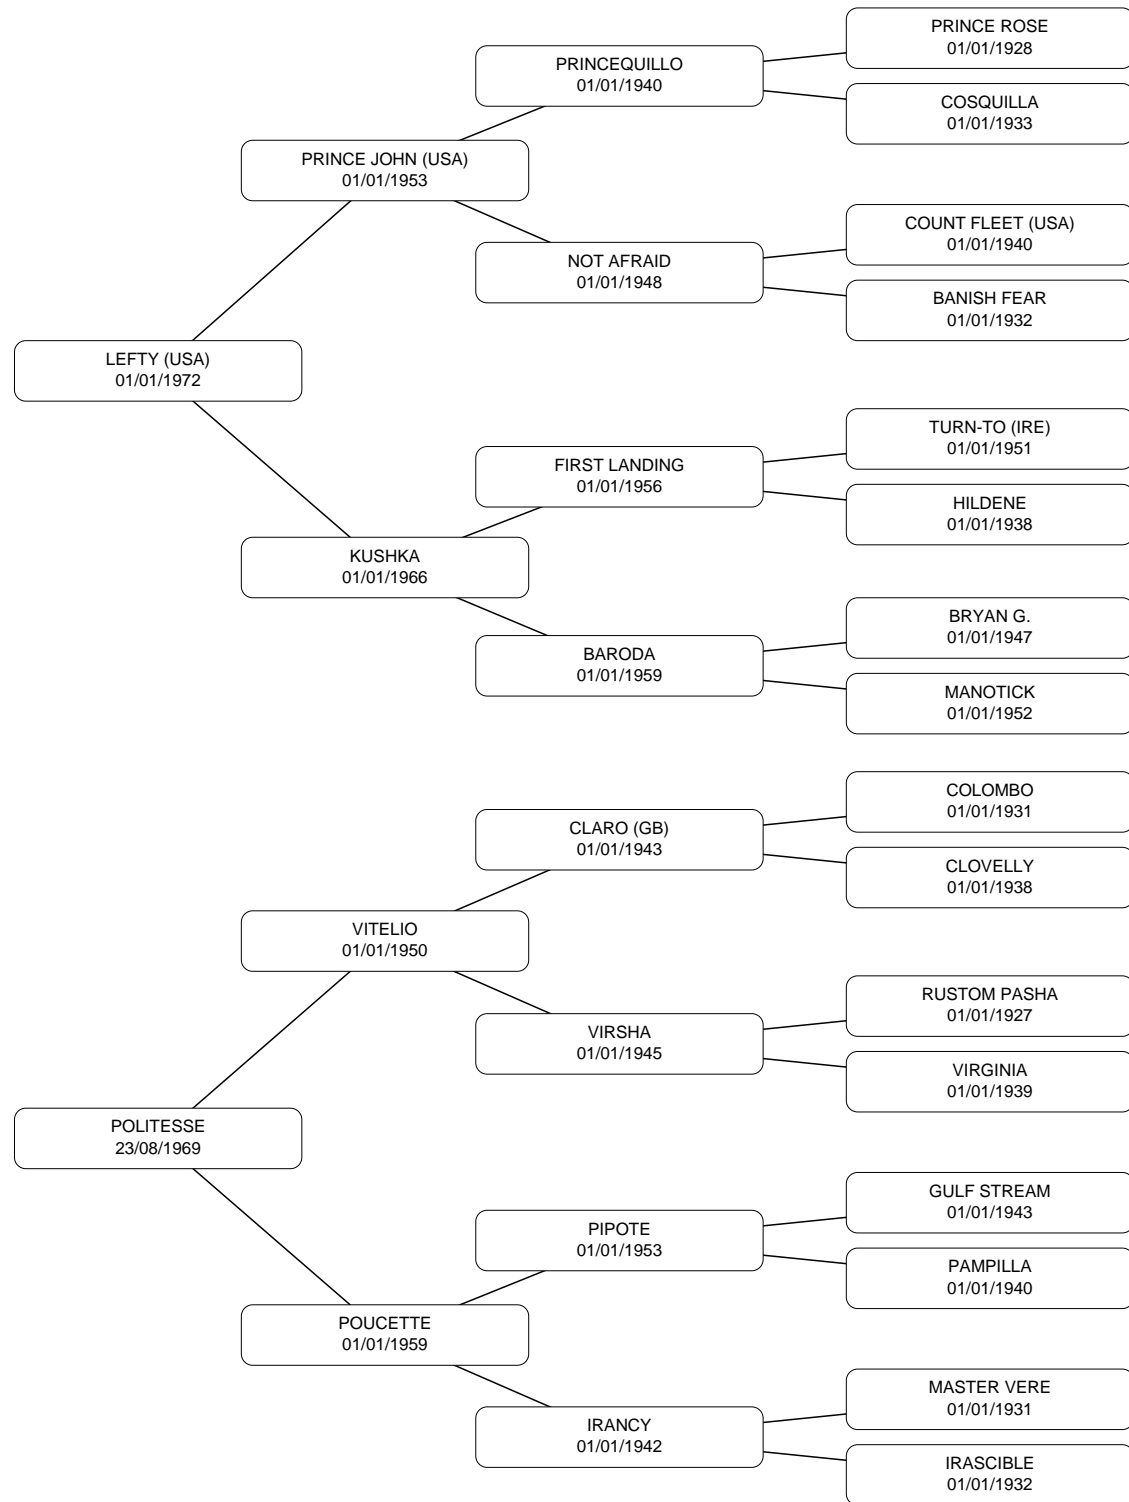 PRINCE ROSE
01/01/1928
PRINCEQUILLO
01/01/1940
COSQUILLA
01/01/1933
PRINCE JOHN (USA)
01/01/1953
COUNT FLEET (USA)
01/01/1940
NOT AFRAID
01/01/1948
BANISH FEAR
01/01/1932
LEFTY (USA)
01/01/1972
TURN-TO (IRE)
01/01/1951
FIRST LANDING
01/01/1956
HILDENE
01/01/1938
KUSHKA
01/01/1966
BRYAN G.
01/01/1947
BARODA
01/01/1959
MANOTICK
01/01/1952
COLOMBO
01/01/1931
CLARO (GB)
01/01/1943
CLOVELLY
01/01/1938
VITELIO
01/01/1950
RUSTOM PASHA
01/01/1927
VIRSHA
01/01/1945
VIRGINIA
01/01/1939
POLITESSE
23/08/1969
GULF STREAM
01/01/1943
PIPOTE
01/01/1953
PAMPILLA
01/01/1940
POUCETTE
01/01/1959
MASTER VERE
01/01/1931
IRANCY
01/01/1942
IRASCIBLE
01/01/1932